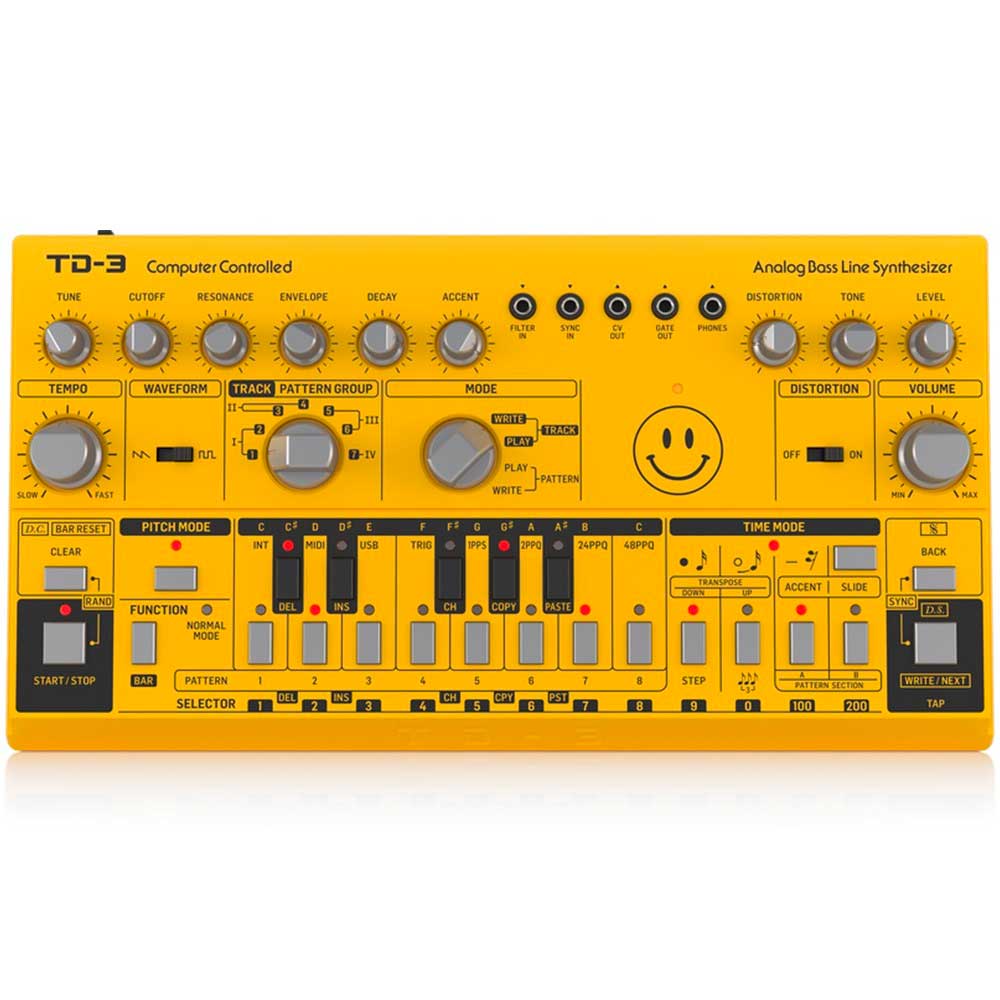 TD-3 Computer Controlled Analog Bass Line Synthesizer
TUNE CUTOFF RESONANCE ENVELOPE DECAY ACCENT DISTORTION TONE LEVEL
FILTER IN SYNC IN CV OUT GATE OUT PHONES
TEMPO WAVEFORM TRACK PATTERN GROUP MODE DISTORTION VOLUME
II 3 4 5 III
I 2 6
1 7 IV
WRITE TRACK
PLAY
PLAY PATTERN
WRITE
OFF ON
SLOW FAST MIN MAX
D.C. BAR RESET PITCH MODE C C# D D# E F F# G G# A A# B C TIME MODE
CLEAR INT MIDI USB TRIG 1PPS 2PPQ 24PPQ 48PPQ BACK
TRANSPOSE
DOWN UP ACCENT SLIDE
RAND FUNCTION DEL INS CH COPY PASTE SYNC D.S.
NORMAL MODE
START/STOP BAR PATTERN 1 2 3 4 5 6 7 8 STEP 3 A B WRITE/NEXT
PATTERN SECTION
SELECTOR 1 DEL 2 INS 3 4 CH 5 CPY 6 PST 7 8 9 0 100 200 TAP
TD-3